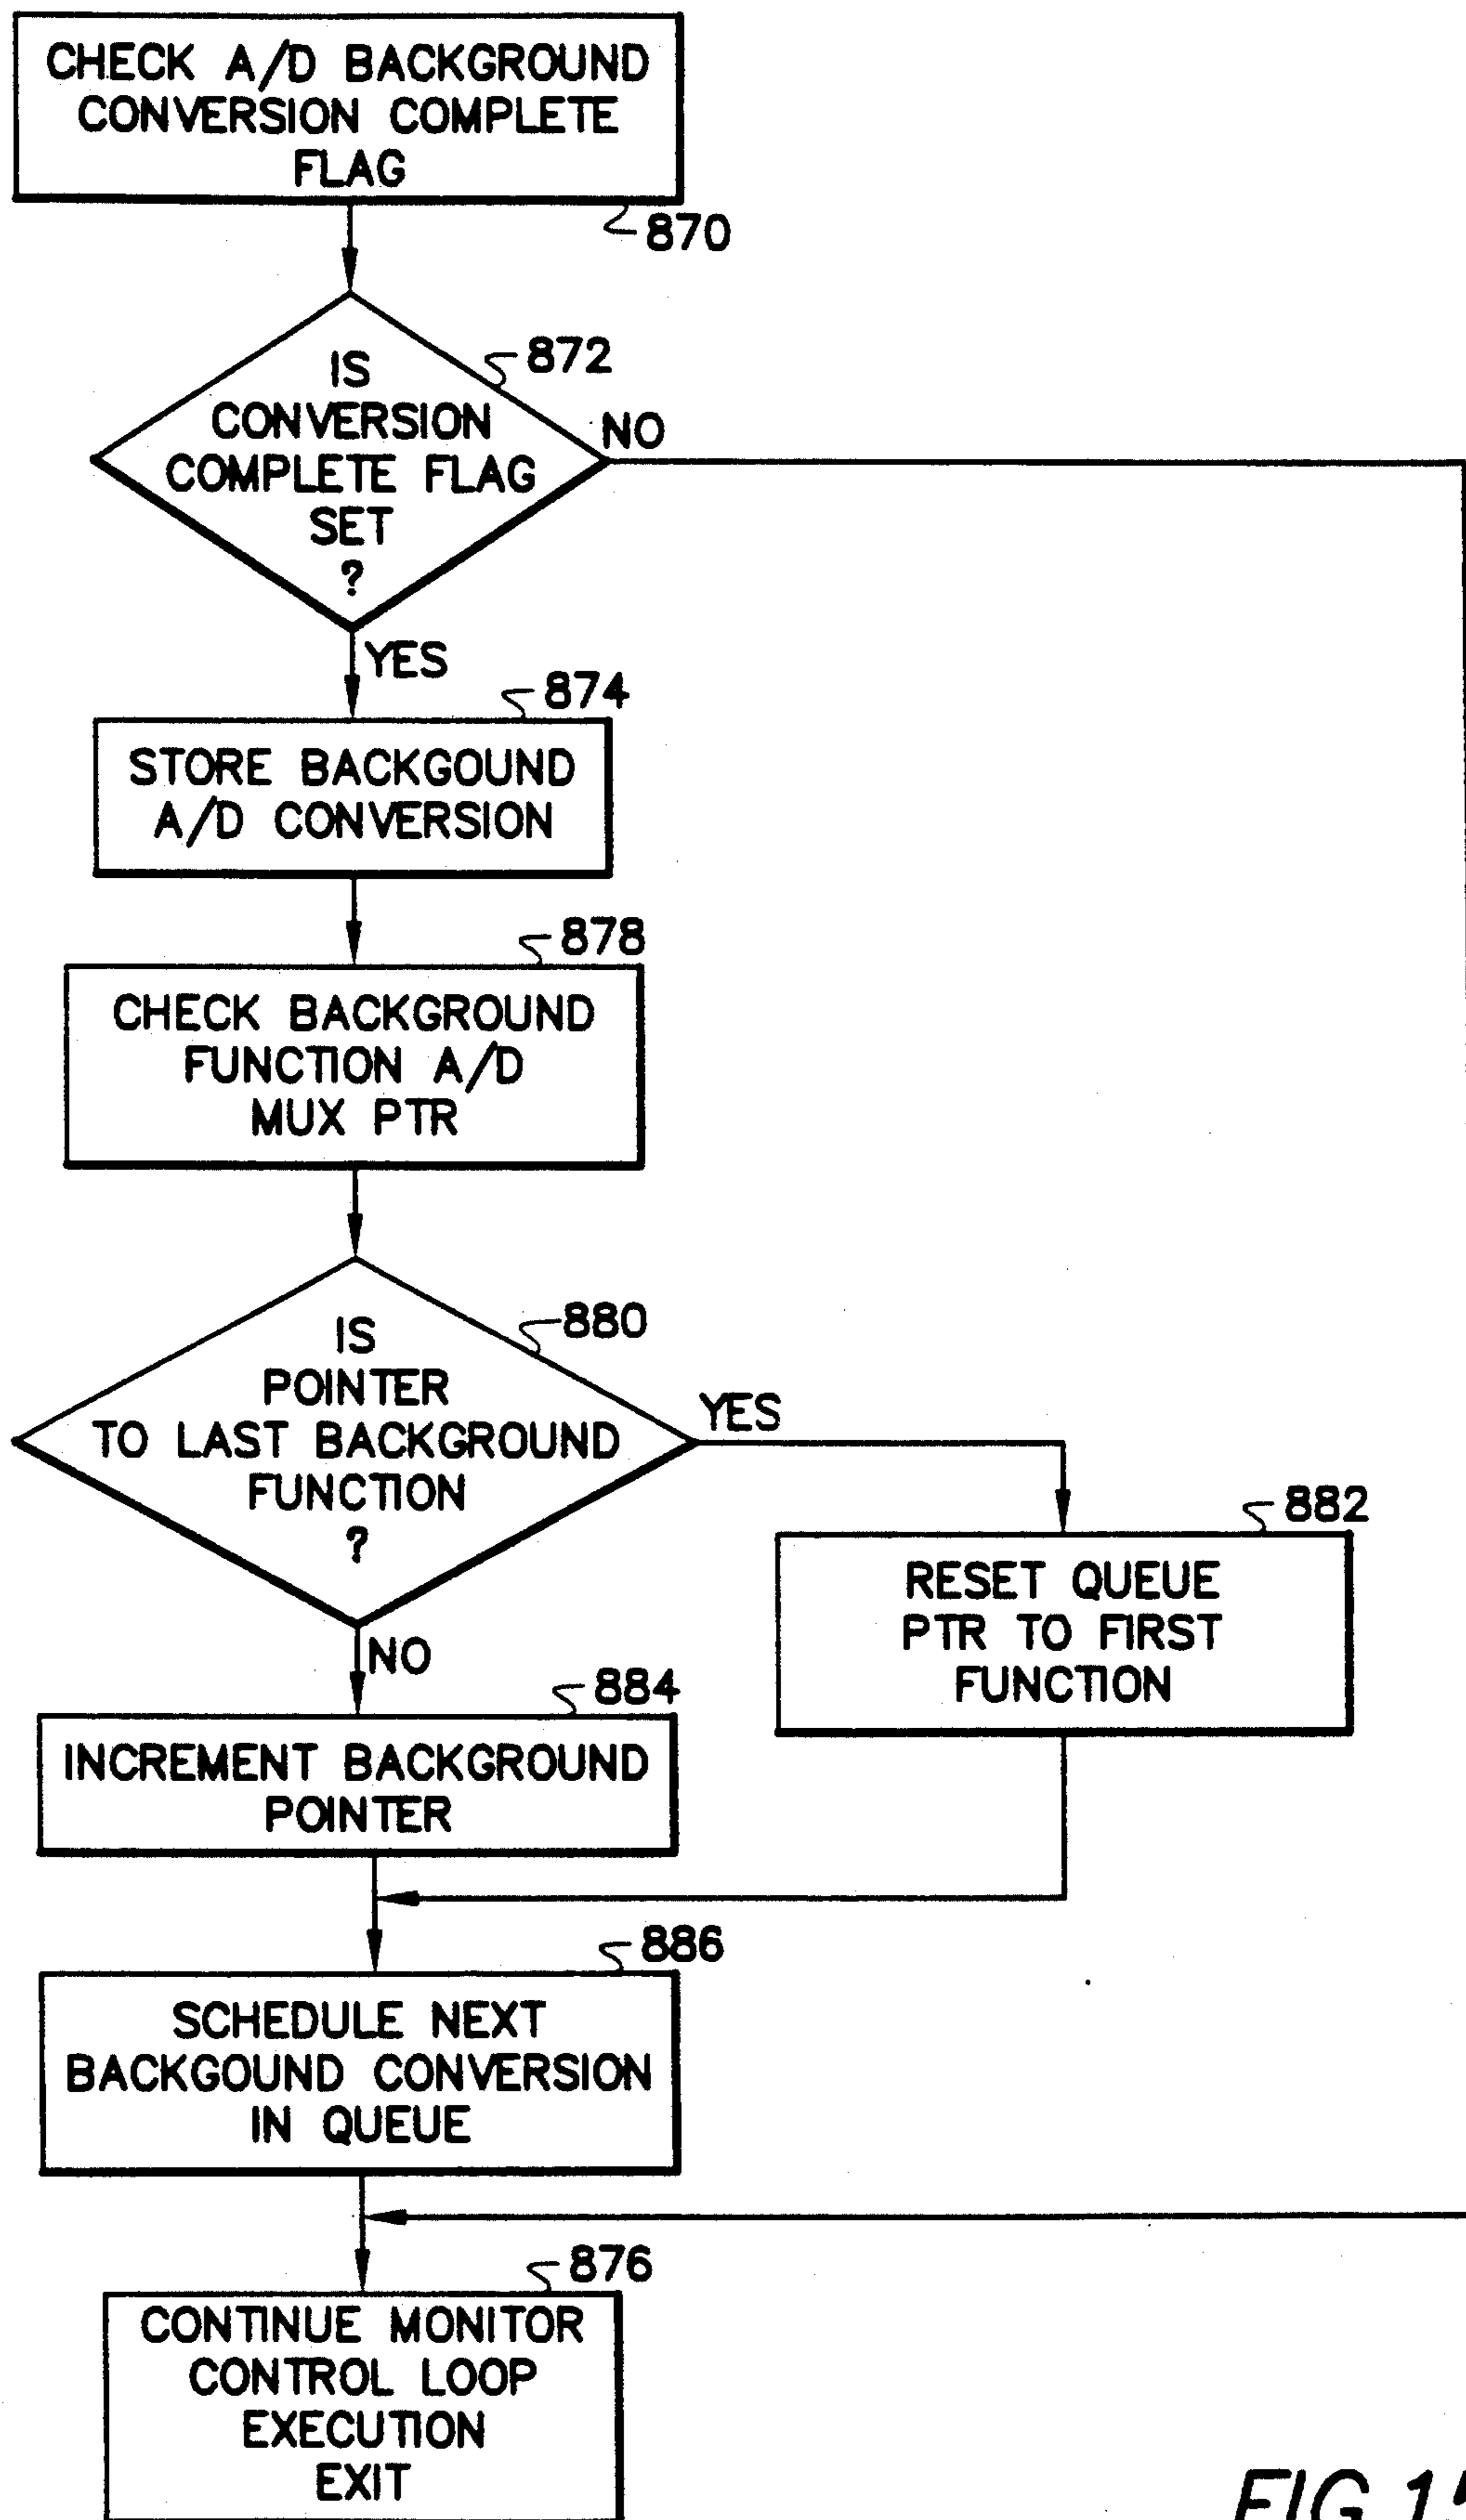 CHECK A/D BACKGROUND
CONVERSION COMPLETE
FLAG
870
IS
CONVERSION
COMPLETE FLAG
SET
?
872
NO
YES
874
STORE BACKGOUND
A/D CONVERSION
878
CHECK BACKGROUND
FUNCTION A/D
MUX PTR
IS
POINTER
TO LAST BACKGROUND
FUNCTION
?
880
YES
882
RESET QUEUE
PTR TO FIRST
FUNCTION
NO
884
INCREMENT BACKGROUND
POINTER
886
SCHEDULE NEXT
BACKGOUND CONVERSION
IN QUEUE
876
CONTINUE MONITOR
CONTROL LOOP
EXECUTION
EXIT
FIG.